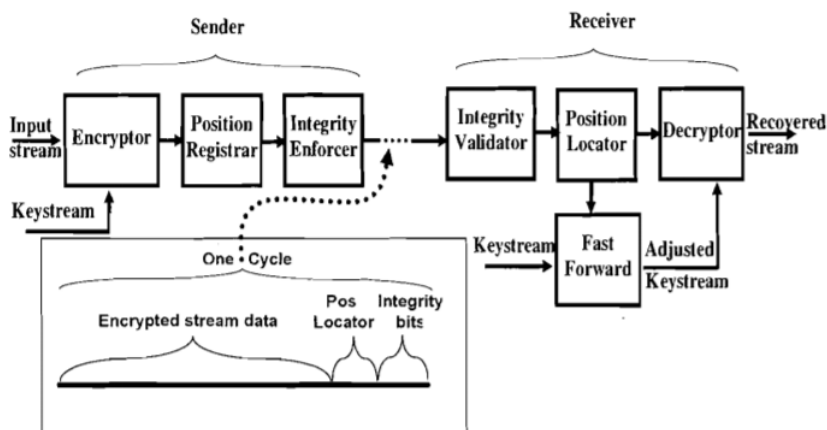 Sender
Receiver
Input
stream
Encryptor
Position
Registrar
Integrity
Enforcer
Integrity
Validator
Position
Locator
Decryptor
Recovered
stream
Keystream
Keystream
Fast
Forward
Adjusted
Keystream
One Cycle
Encrypted stream data
Pos
Locator
Integrity
bits